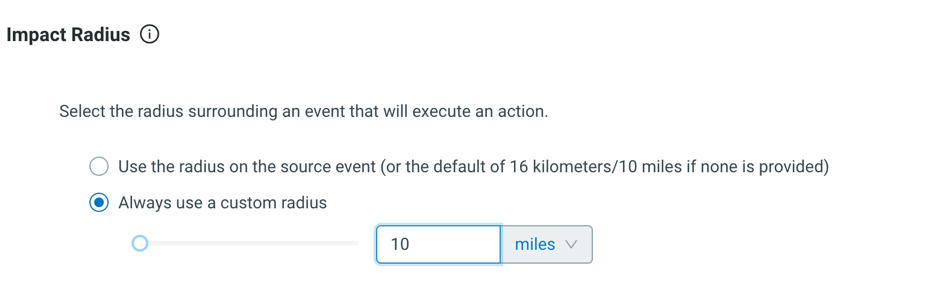 Impact Radius
Select the radius surrounding an event that will execute an action.
Use the radius on the source event (or the default of 16 kilometers/10 miles if none is provided)
Always use a custom radius
10 miles